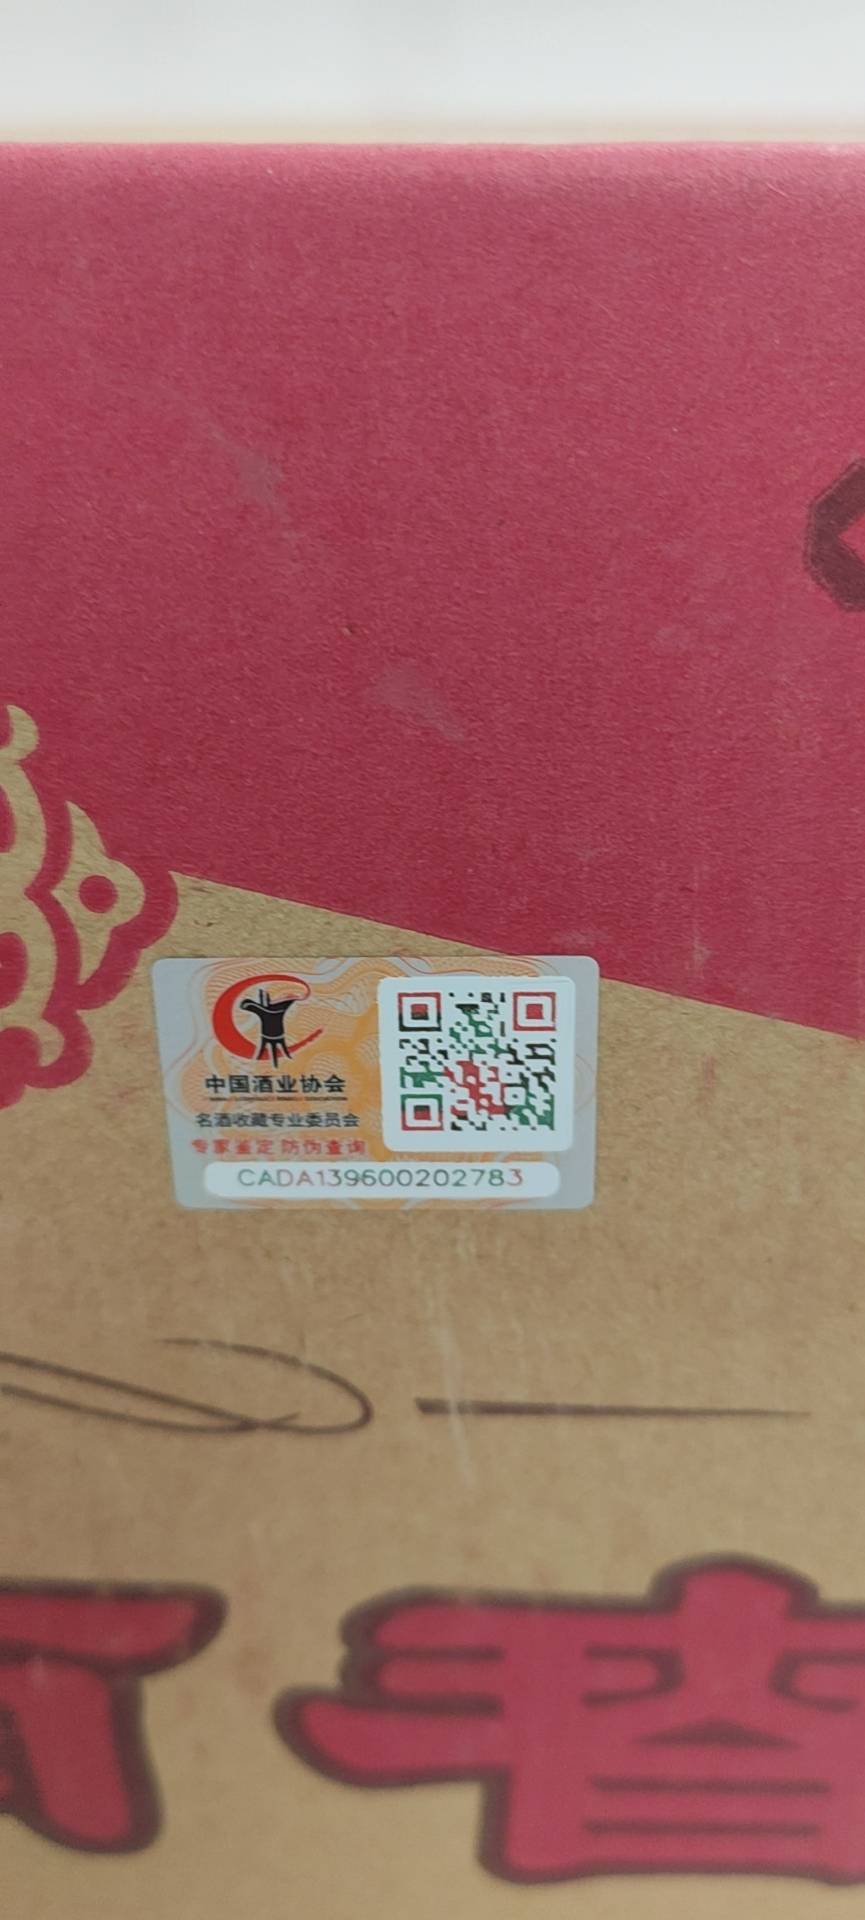 中国酒业协会
名酒收藏专业委员会
专家鉴定 防伪查询
CADA139600202783